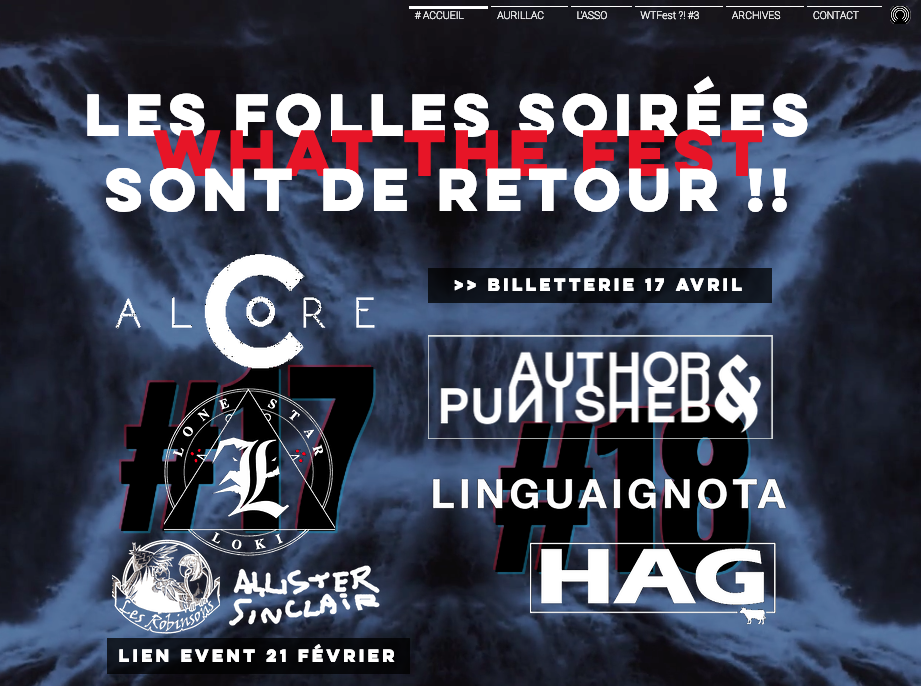 # ACCUEIL
AURILLAC
L'ASSO
WTFest ?! #3
ARCHIVES
CONTACT
LES FOLLES SOIRÉES
WHAT THE FEST
SONT DE RETOUR !!
ALCORE
#17
LONE STAR
L
LOKI
Les Robinsons
ALLISTER
SINCLAIR
LIEN EVENT 21 FÉVRIER
>> BILLETTERIE 17 AVRIL
AUTHOR
PUNISHER
&
#18
LINGUAIGNOTA
HAG